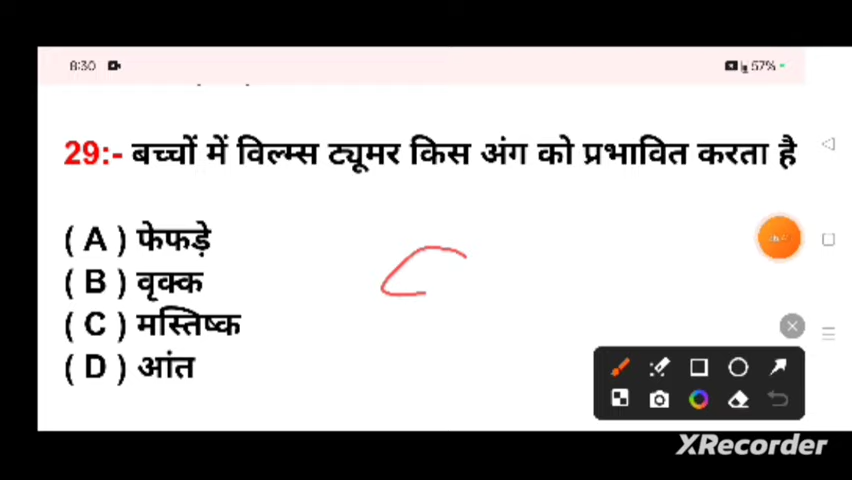 8:30
57%
29:- बच्चों में विल्म्स ट्यूमर किस अंग को प्रभावित करता है
( A ) फेफड़े
( B ) वृक्क
( C ) मस्तिष्क
( D ) आंत
XRecorder